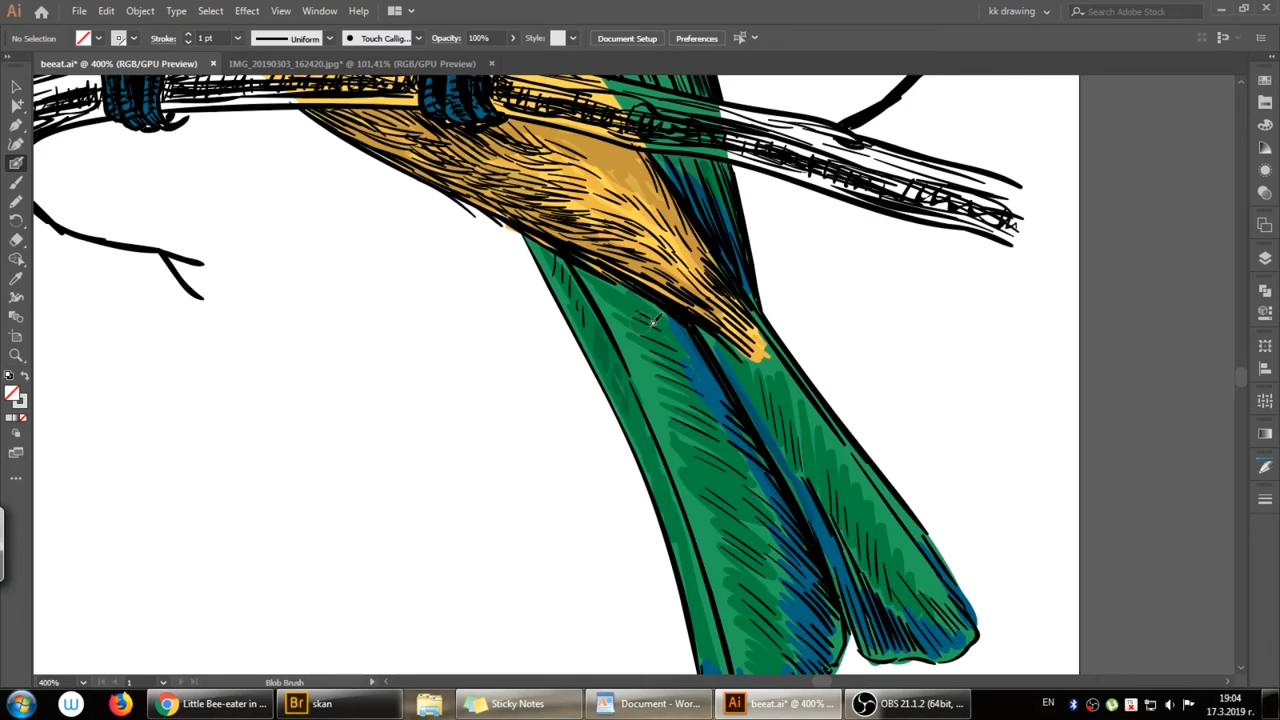 Ai File Edit Object Type Select Effect View Window Help kk drawing Search Adobe Stock
No Selection Stroke: 1 pt Uniform Touch Callig... Opacity: 100% Style: Document Setup Preferences
beeat.ai* @ 400% (RGB/GPU Preview) IMG_20190303_162420.jpg* @ 101,41% (RGB/GPU Preview)
400% 1 Blob Brush
Little Bee-eater in ... Br skan Sticky Notes Document - Wor... Ai beeat.ai* @ 400% ... OBS 21.1.2 (64bit, ... EN 19:04
17.3.2019 г.